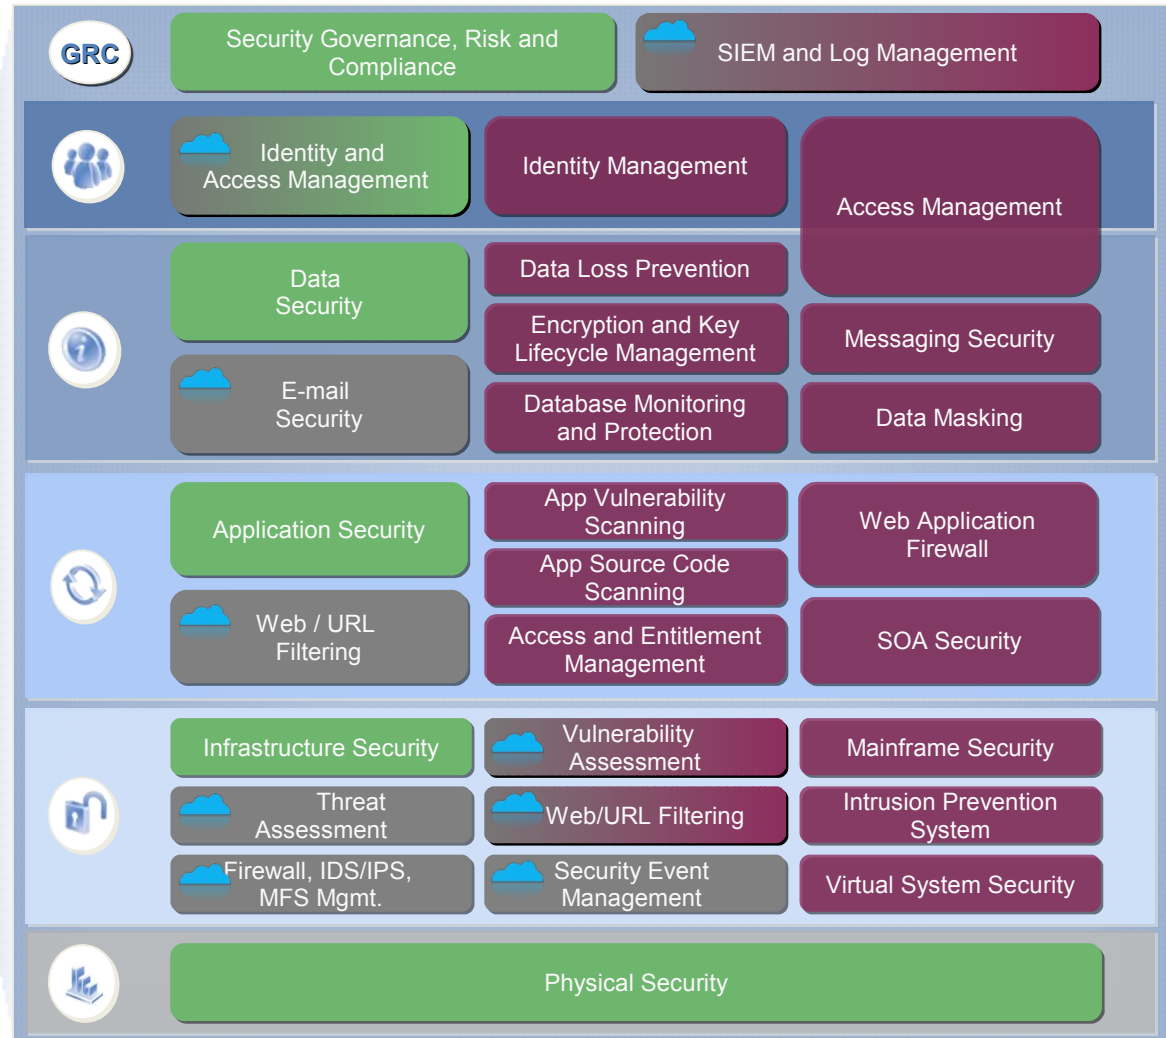 GRC
Security Governance, Risk and
Compliance
SIEM and Log Management
Identity and
Access Management
Identity Management
Access Management
Data
Security
Data Loss Prevention
Encryption and Key
Lifecycle Management
Messaging Security
E-mail
Security
Database Monitoring
and Protection
Data Masking
Application Security
App Vulnerability
Scanning
Web Application
Firewall
App Source Code
Scanning
Web / URL
Filtering
Access and Entitlement
Management
SOA Security
Infrastructure Security
Vulnerability
Assessment
Mainframe Security
Threat
Assessment
Web/URL Filtering
Intrusion Prevention
System
Firewall, IDS/IPS,
MFS Mgmt.
Security Event
Management
Virtual System Security
Physical Security